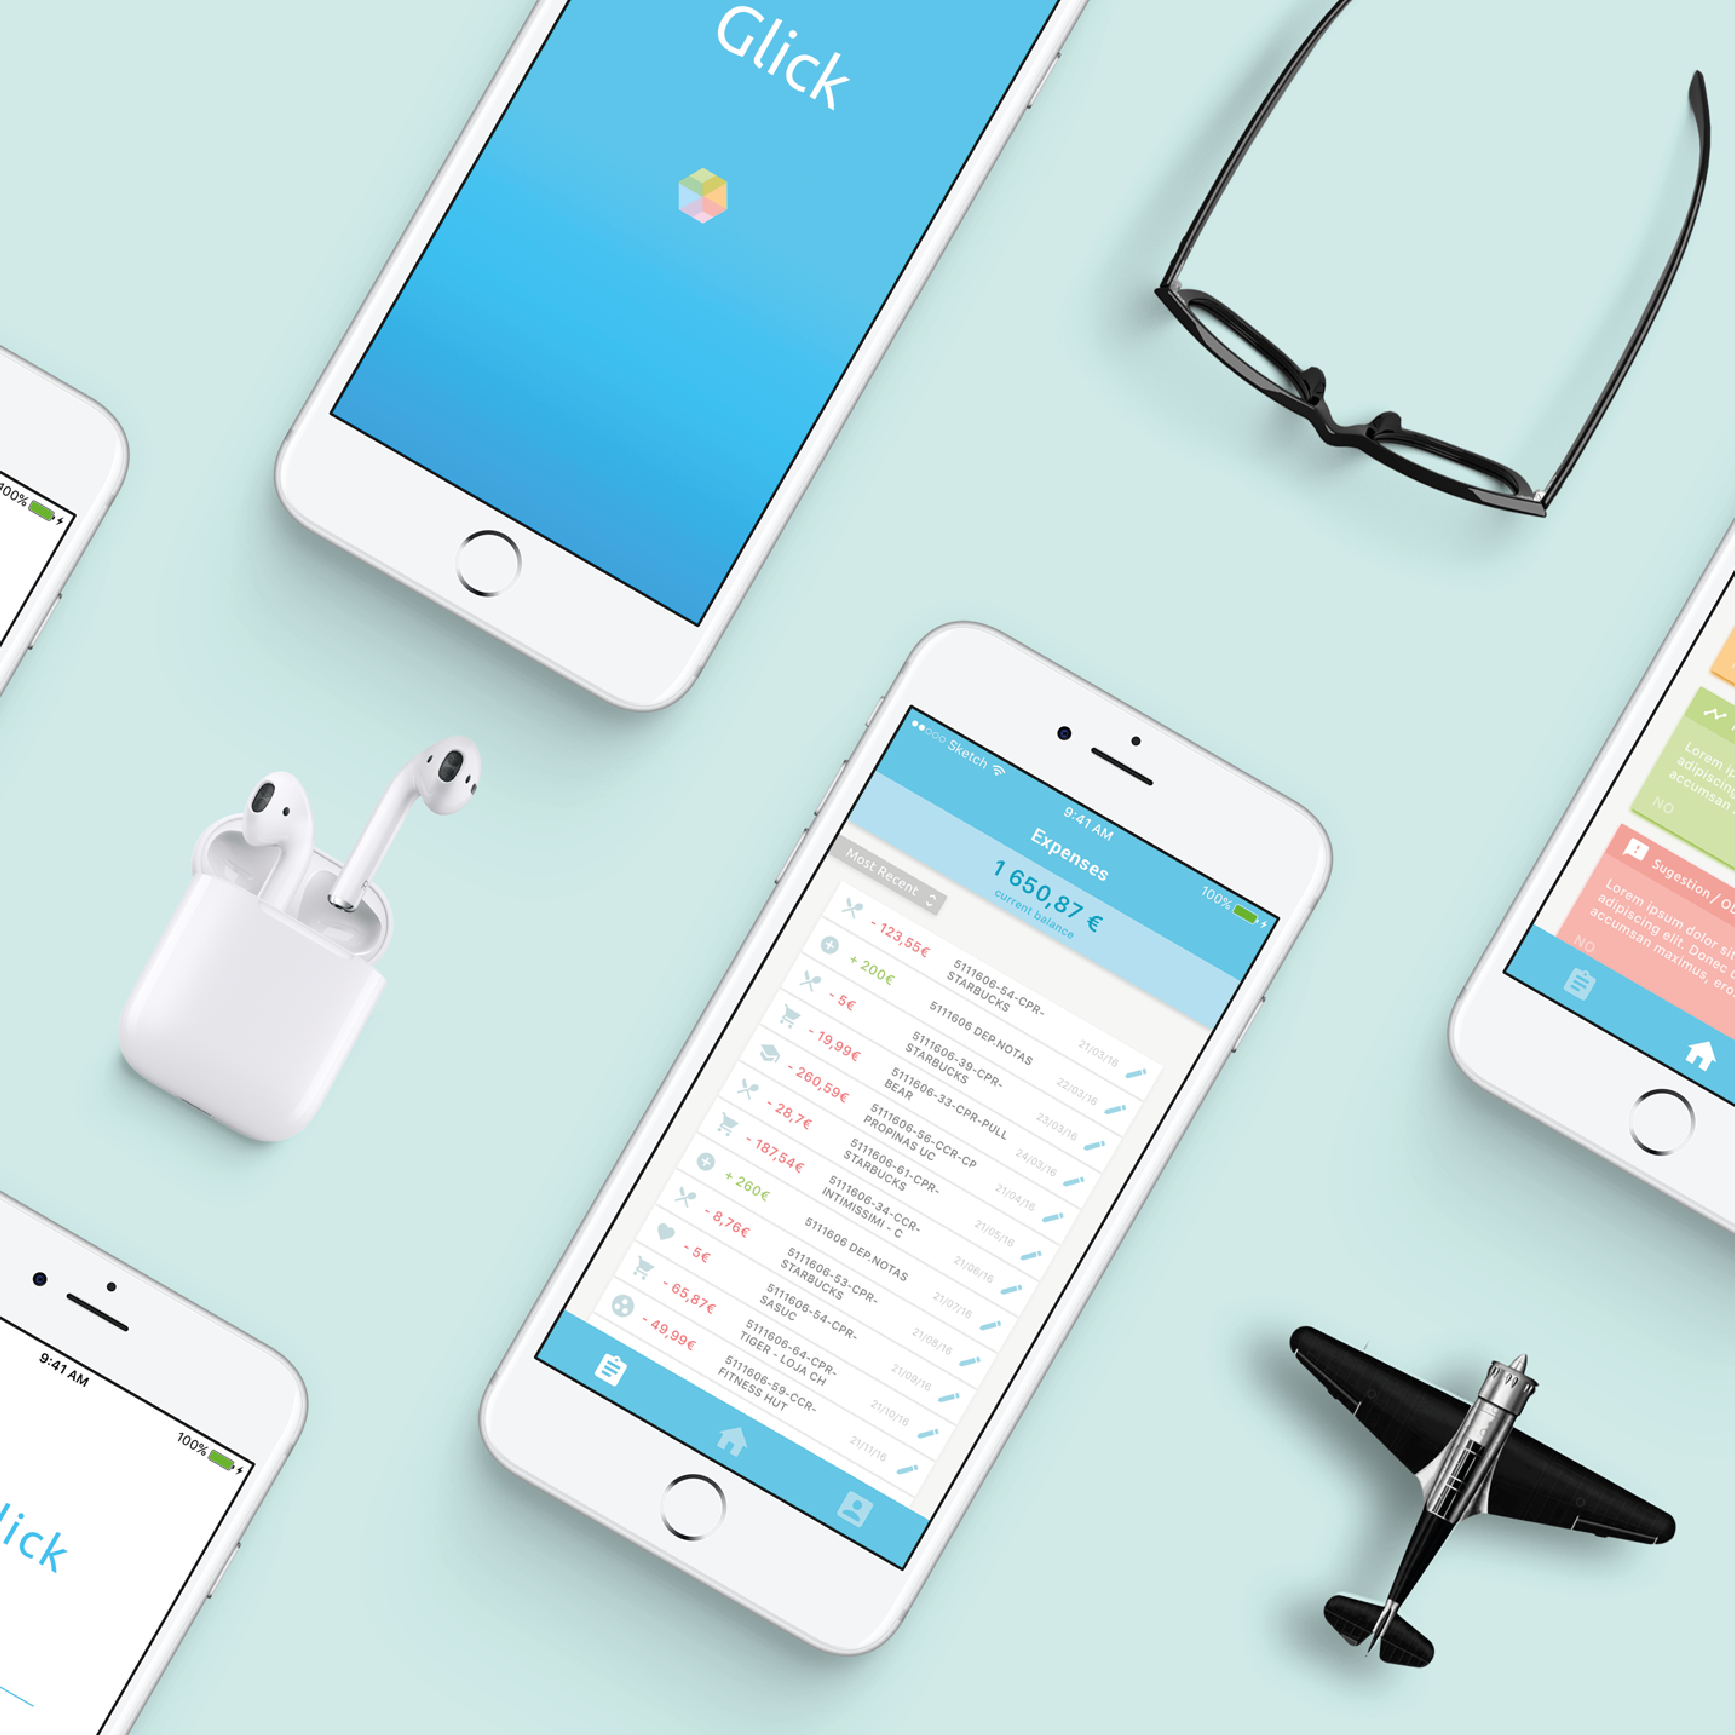 Glick
100%
Sketch
9:41 AM
100%
Expenses
1 650,87 €
current balance
Most Recent
- 123,55€
5111606-54-CPR-
STARBUCKS
21/03/16
+ 200€
5111606 DEP.NOTAS
22/03/16
- 5€
5111606-39-CPR-
STARBUCKS
23/03/16
- 19,99€
5111606-33-CPR-PULL
BEAR
24/03/16
- 260,59€
5111606-56-CCR-CP
PROPINAS UC
21/04/16
- 28,7€
5111606-61-CPR-
STARBUCKS
21/05/16
- 187,54€
5111606-34-CCR-
INTIMISSIMI - C
21/06/16
+ 260€
5111606 DEP.NOTAS
21/07/16
- 8,76€
5111606-53-CPR-
STARBUCKS
21/08/16
- 5€
5111606-54-CPR-
SASUC
21/09/16
- 65,87€
5111606-64-CPR-
TIGER - LOJA CH
21/10/16
- 49,99€
5111606-59-CCR-
FITNESS HUT
21/11/16
Lorem ip
adipiscing
accumsan
NO
Sugestion / Ot
Lorem ipsum dolor sit
adipiscing elit. Donec
accumsan maximus, ero
NO
9:41 AM
100%
lick